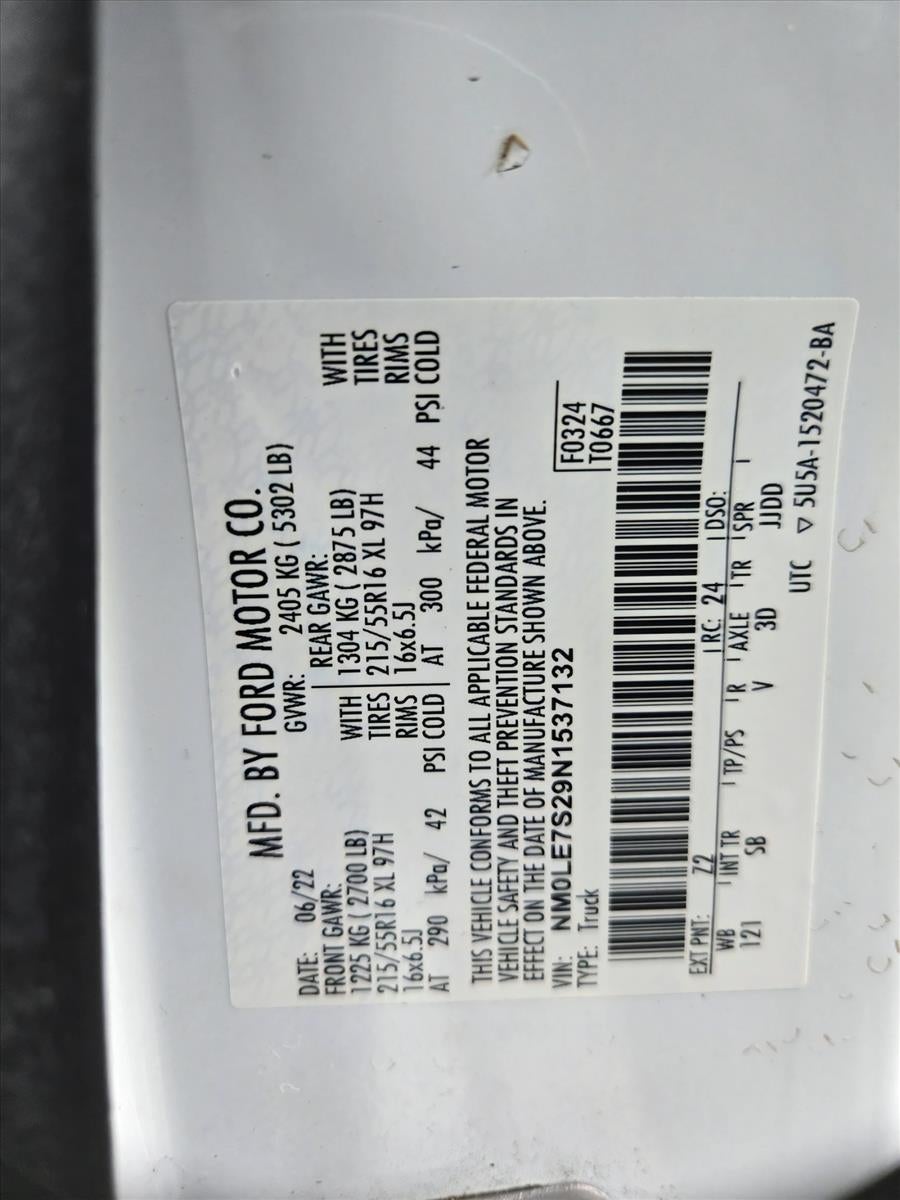 MFD. BY FORD MOTOR CO.
DATE: 06/22 GVWR: 2405 KG ( 5302 LB)
FRONT GAWR: REAR GAWR:
1225 KG ( 2700 LB) WITH 1304 KG ( 2875 LB) WITH
215/55R16 XL 97H TIRES 215/55R16 XL 97H TIRES
16x6.5J RIMS 16x6.5J RIMS
AT 290 kPa/ 42 PSI COLD AT 300 kPa/ 44 PSI COLD
THIS VEHICLE CONFORMS TO ALL APPLICABLE FEDERAL MOTOR
VEHICLE SAFETY AND THEFT PREVENTION STANDARDS IN
EFFECT ON THE DATE OF MANUFACTURE SHOWN ABOVE.
VIN: NM0LE7S29N1537132 F0324
TYPE: Truck T0667
EXT PNT: Z2 RC: 24 DSO:
WB INT TR TP/PS R AXLE TR SPR
121 SB V 3D JJDD
UTC ▽ 5U5A-1520472-BA